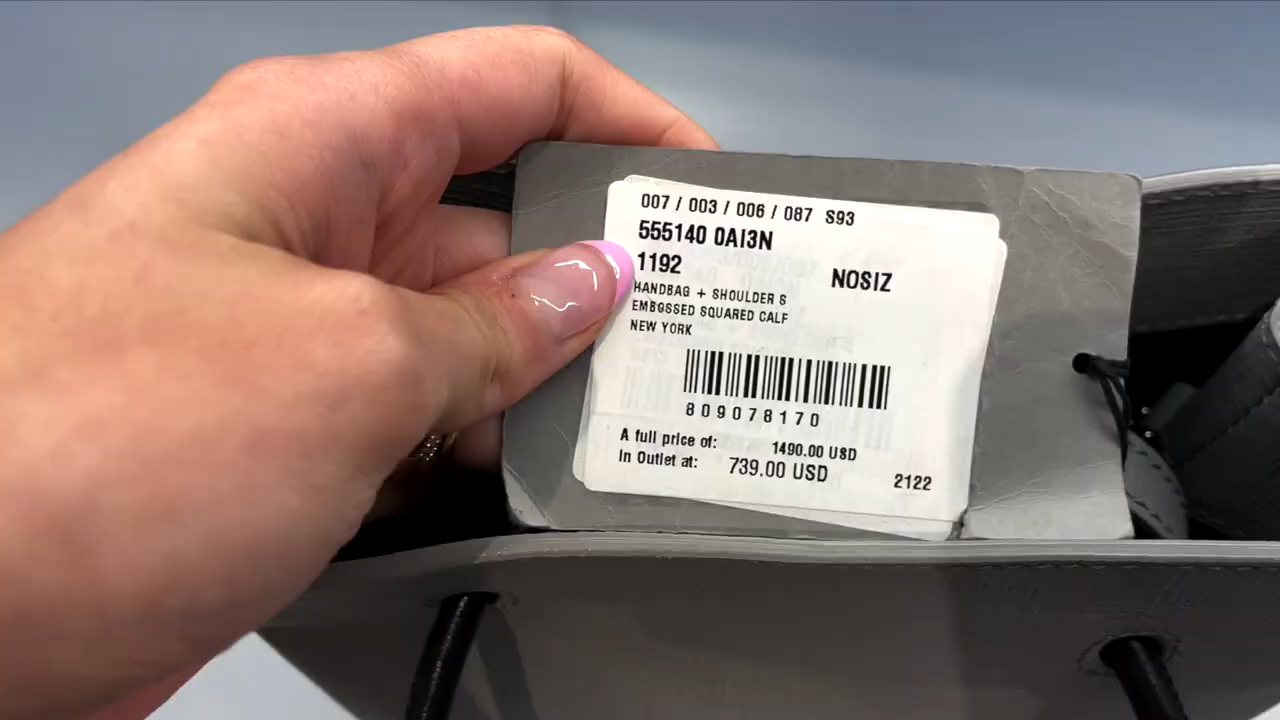 007 / 003 / 006 / 087 S93
555140 0AI3N
1192 NOSIZ
HANDBAG + SHOULDER S
EMBOSSED SQUARED CALF
NEW YORK
809078170
A full price of: 1490.00 USD
In Outlet at: 739.00 USD
2122